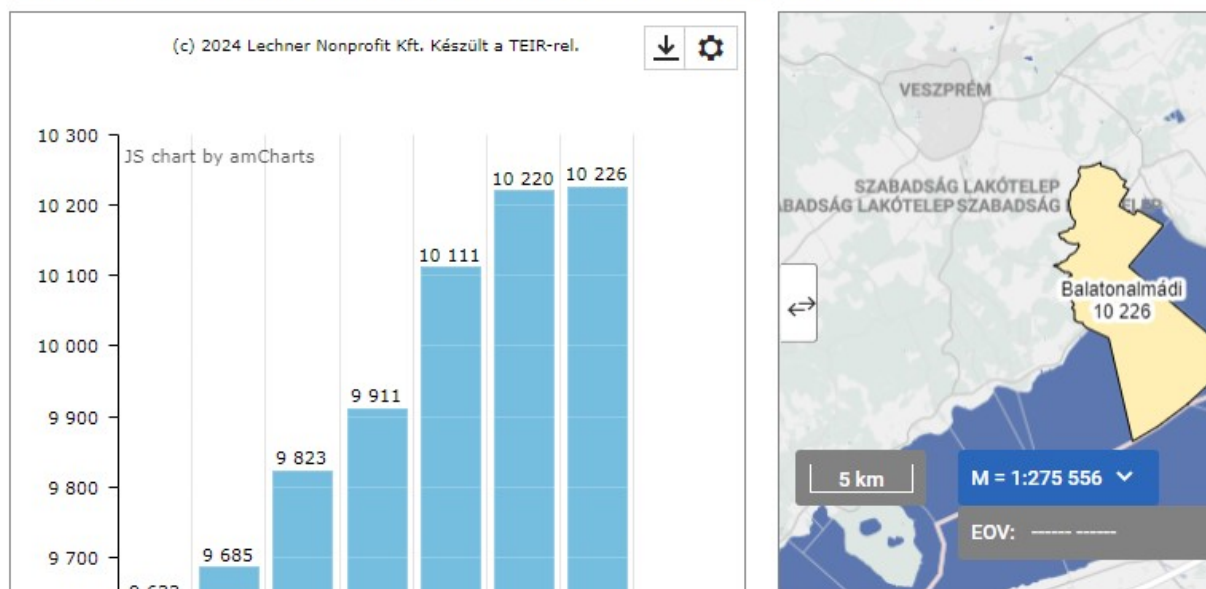 (c) 2024 Lechner Nonprofit Kft. Készült a TEIR-rel.
JS chart by amCharts
10 300
10 200
10 100
10 000
9 900
9 800
9 700
9 685
9 823
9 911
10 111
10 220
10 226
VESZPRÉM
SZABADSÁG LAKÓTELEP
LAKÓTELEP SZABADSÁG
Balatonalmádi
10 226
5 km
M = 1:275 556
EOV: ------ ------